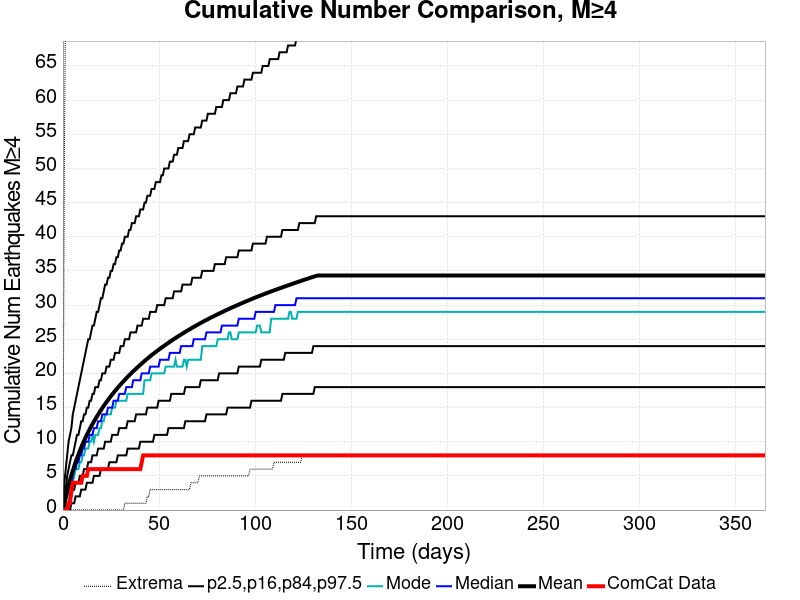 Cumulative Number Comparison, M≥4
Cumulative Num Earthquakes M≥4
65
60
55
50
45
40
35
30
25
20
15
10
5
0
0 50 100 150 200 250 300 350
Time (days)
Extrema p2.5,p16,p84,p97.5 Mode Median Mean ComCat Data